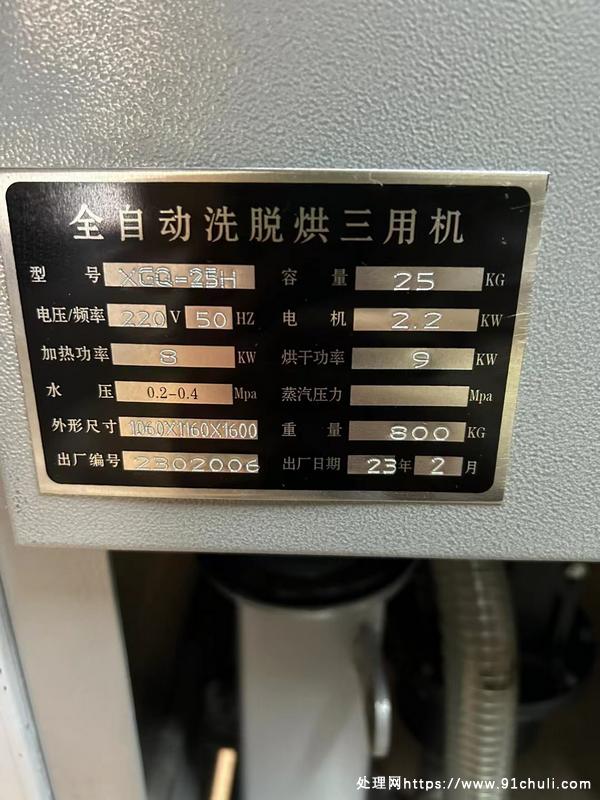 全自动洗脱烘三用机
型 号 XGQ-25H 容 量 25 KG
电压/频率 220 V 50 HZ 电 机 2.2 KW
加热功率 8 KW 烘干功率 9 KW
水 压 0.2-0.4 Mpa 蒸汽压力 Mpa
外形尺寸 1060X1160X1600 重 量 800 KG
出厂编号 2302006 出厂日期 23 年 2 月
处理网https://www.91chuli.com